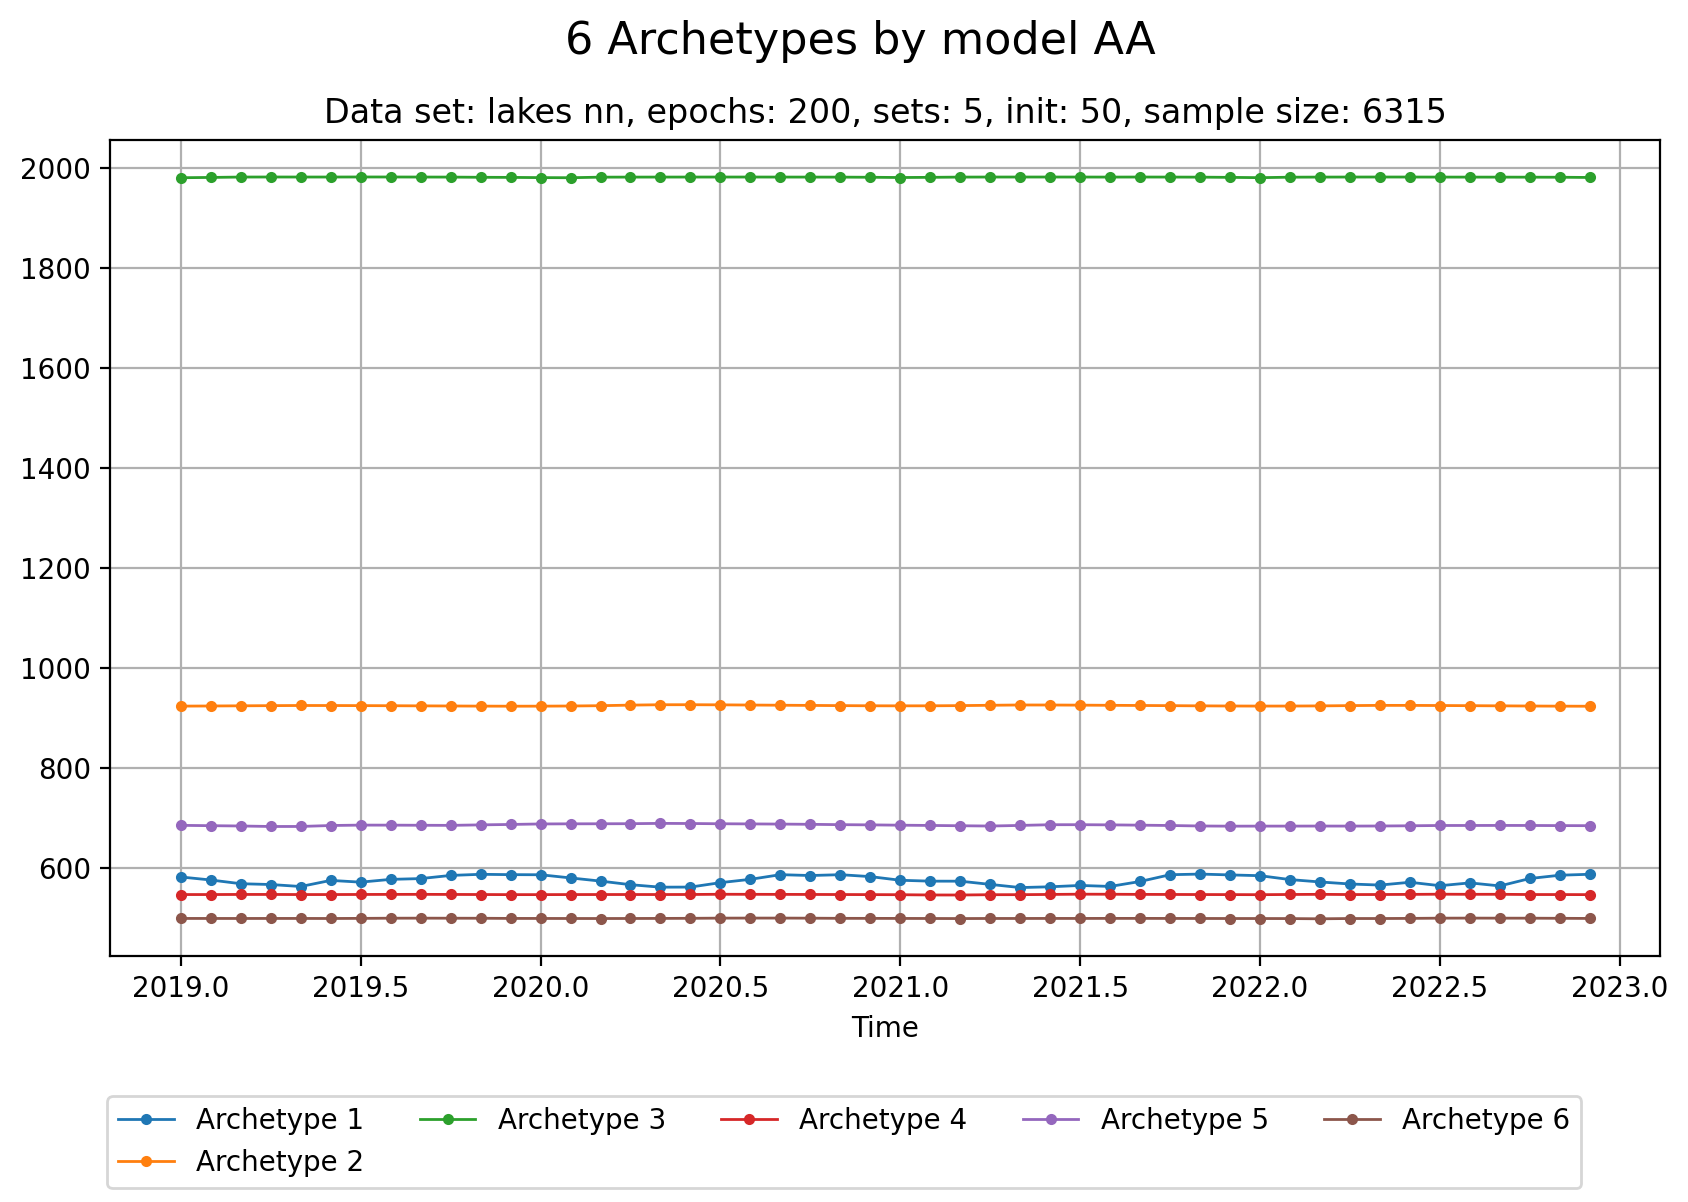 6 Archetypes by model AA
Data set: lakes nn, epochs: 200, sets: 5, init: 50, sample size: 6315
2000
1800
1600
1400
1200
1000
800
600
2019.0 2019.5 2020.0 2020.5 2021.0 2021.5 2022.0 2022.5 2023.0
Time
Archetype 1 Archetype 3 Archetype 4 Archetype 5 Archetype 6
Archetype 2